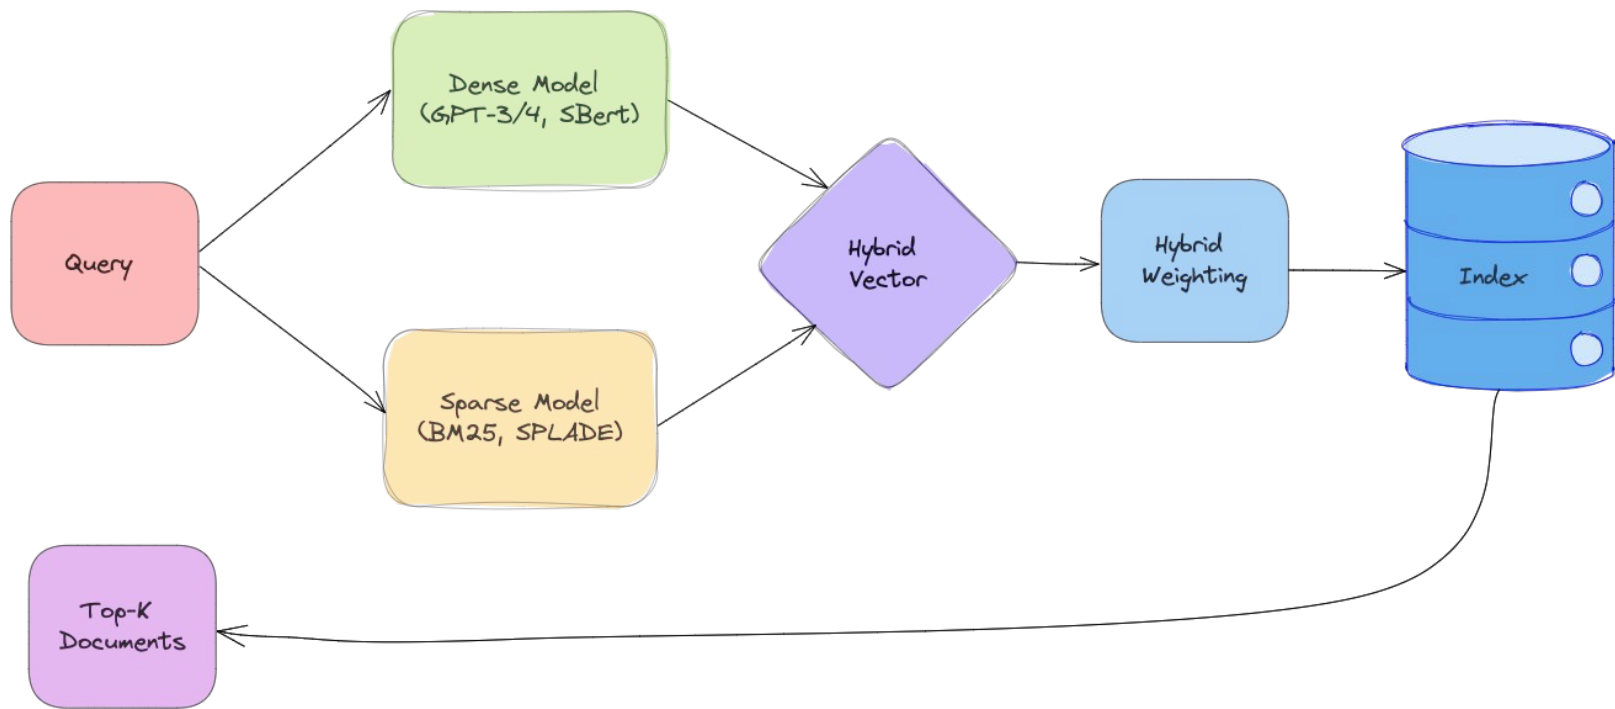 Query
Dense Model
(GPT-3/4, SBert)
Sparse Model
(BM25, SPLADE)
Hybrid
Vector
Hybrid
Weighting
Index
Top-K
Documents